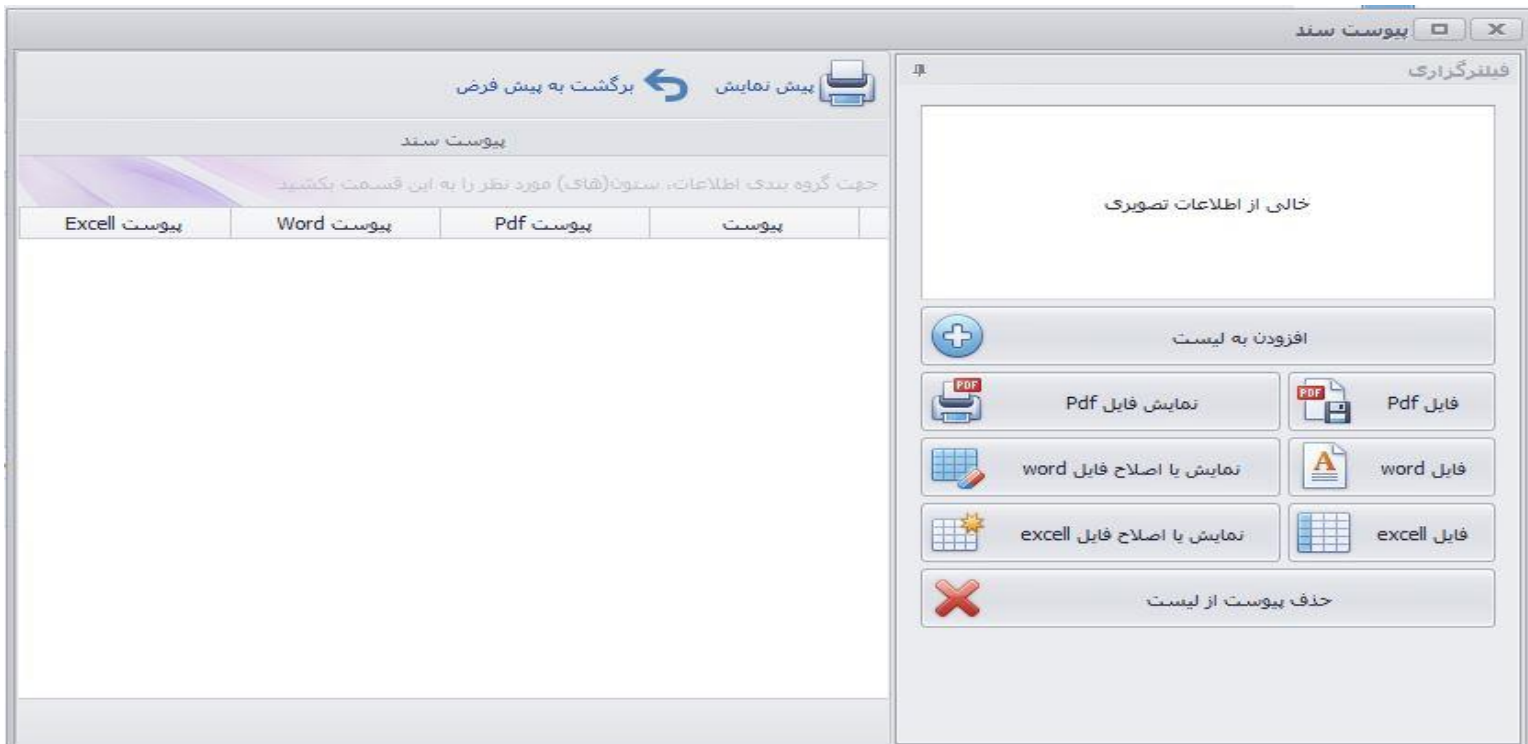 پیوست سند
فیلترگزاری
خالی از اطلاعات تصویری
افزودن به لیست
فایل Pdf
نمایش فایل Pdf
فایل word
نمایش یا اصلاح فایل word
فایل excell
نمایش یا اصلاح فایل excell
حذف پیوست از لیست
پیش نمایش برگشت به پیش فرض
پیوست سند
جهت گروه بندی اطلاعات، ستون(های) مورد نظر را به این قسمت بکشید
پیوست پیوست Pdf پیوست Word پیوست Excell